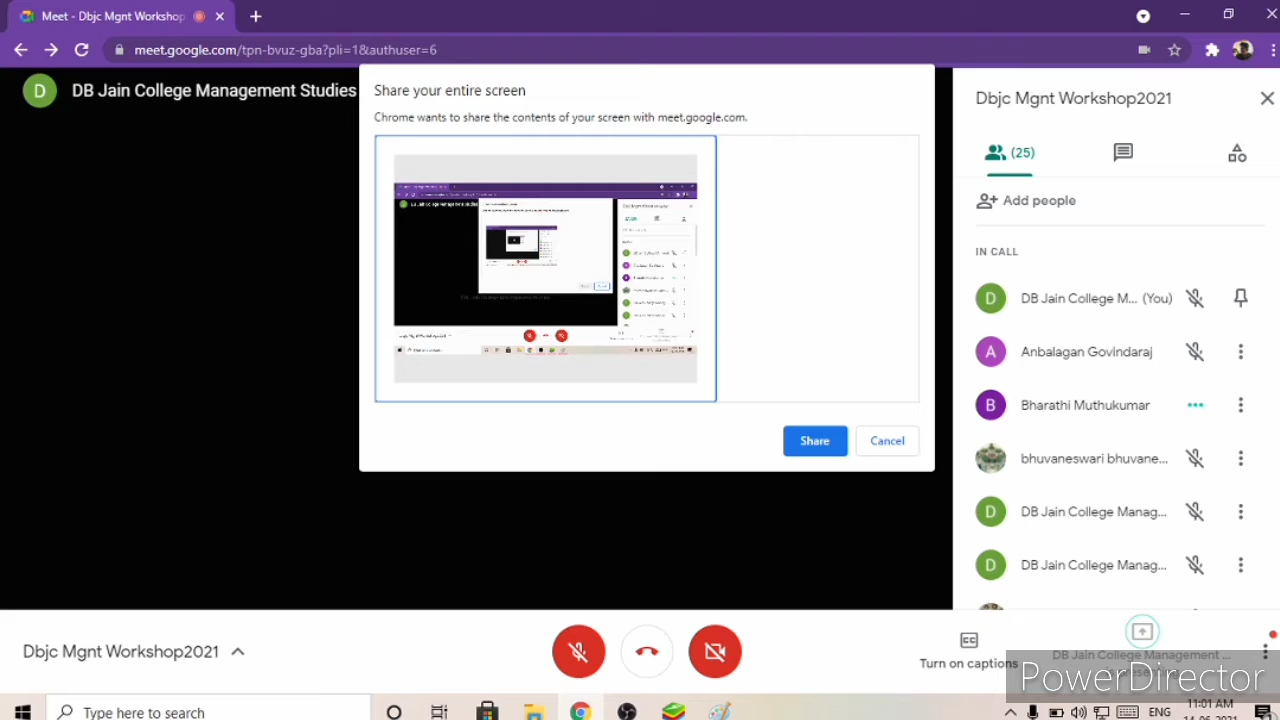 Meet - Dbjc Mgnt Workshop
meet.google.com/tpn-bvuz-gba?pli=1&authuser=6
D
DB Jain College Management Studies
Share your entire screen
Chrome wants to share the contents of your screen with meet.google.com.
Share
Cancel
Dbjc Mgnt Workshop2021
(25)
Add people
IN CALL
D
DB Jain College M... (You)
A
Anbalagan Govindaraj
B
Bharathi Muthukumar
bhuvaneswari bhuvane...
D
DB Jain College Manag...
D
DB Jain College Manag...
Dbjc Mgnt Workshop2021
CC
Turn on captions
DB Jain College Management ...
PowerDirector
Type here to search
ENG
11:01 AM